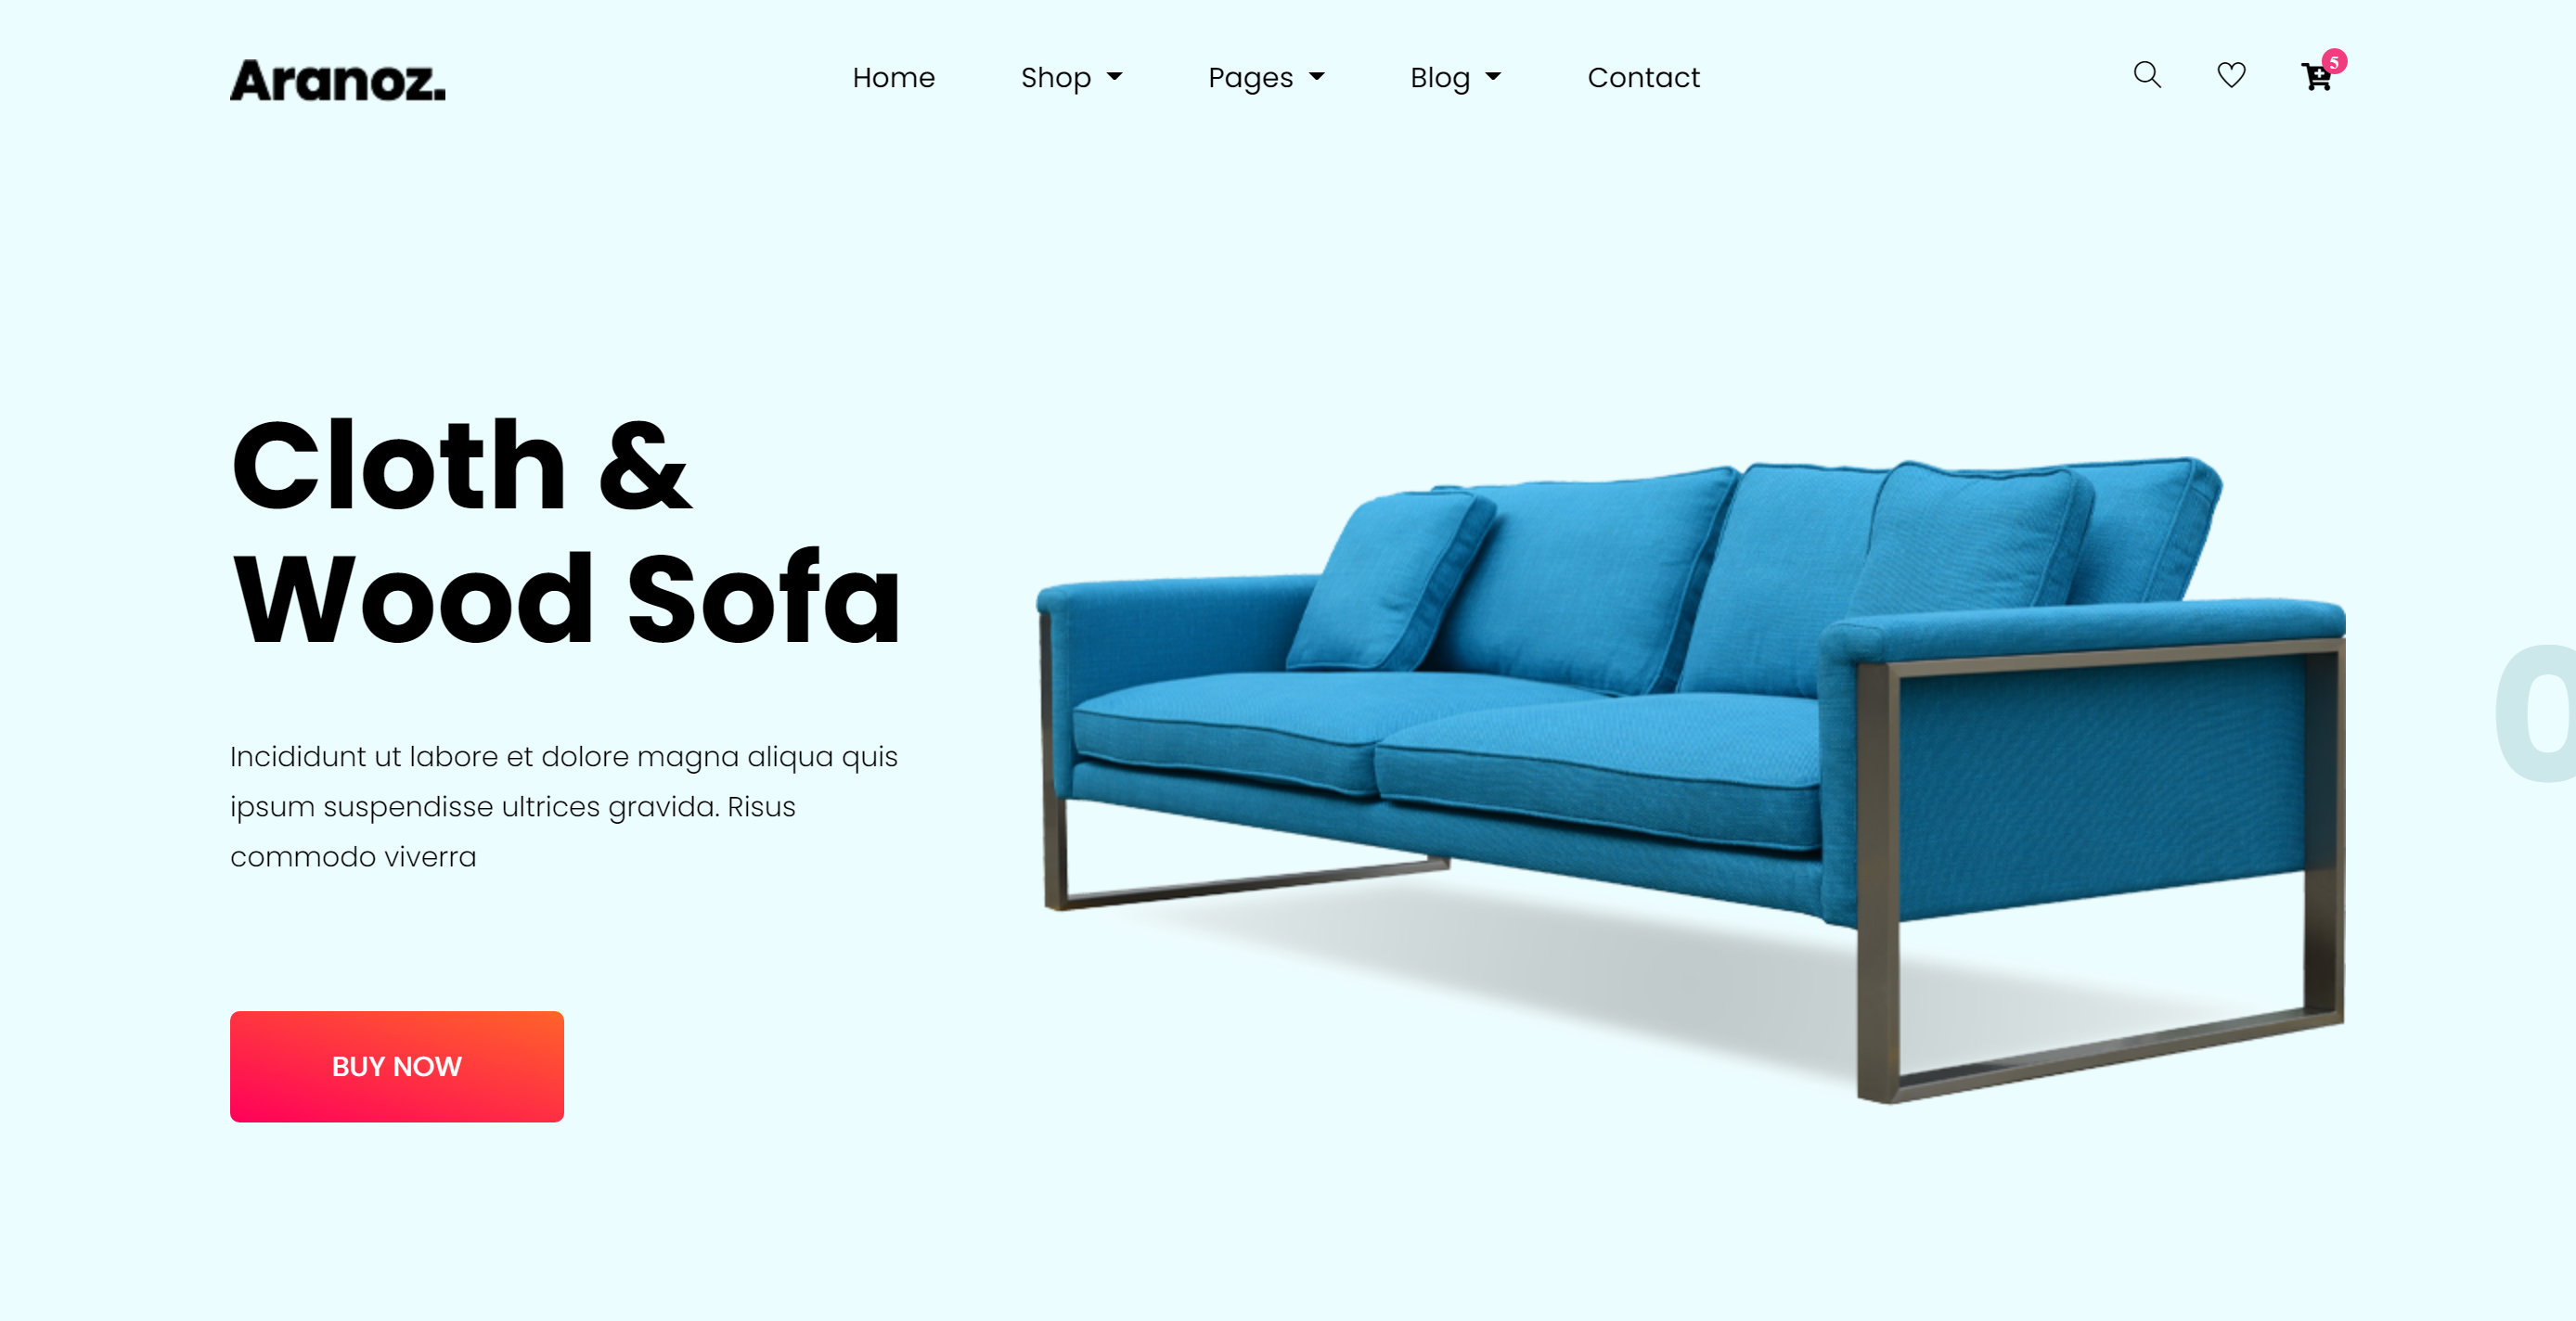 Aranoz.
Home Shop Pages Blog Contact
5
Cloth &
Wood Sofa
Incididunt ut labore et dolore magna aliqua quis
ipsum suspendisse ultrices gravida. Risus
commodo viverra
BUY NOW